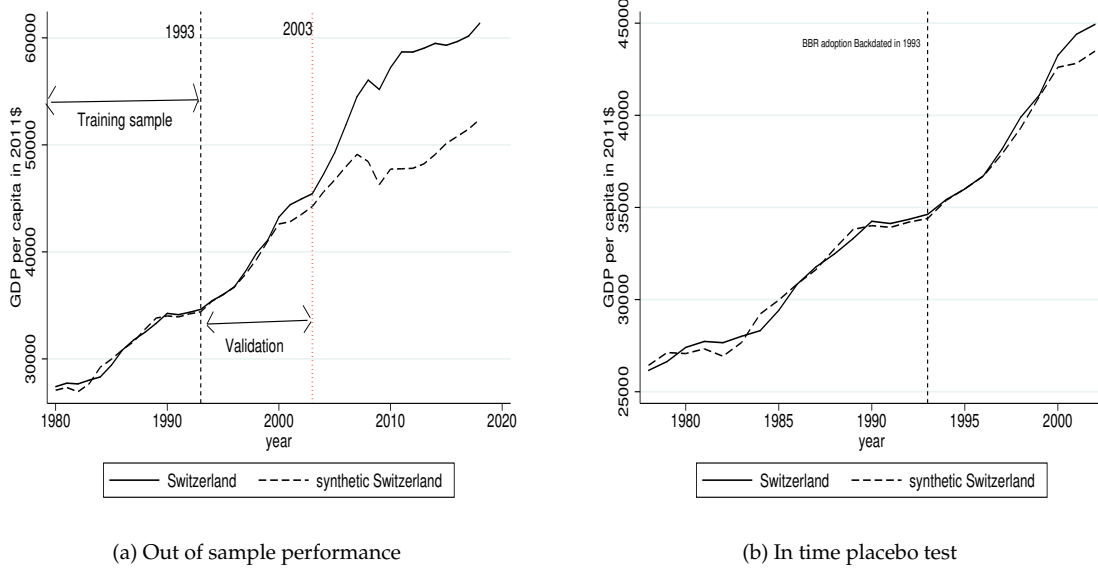 1993
2003
Training sample
Validation
GDP per capita in 2011$
60000
50000
40000
30000
1980
1990
2000
2010
2020
year
Switzerland
synthetic Switzerland
(a) Out of sample performance
BBR adoption Backdated in 1993
GDP per capita in 2011$
45000
40000
35000
30000
25000
1980
1985
1990
1995
2000
year
Switzerland
synthetic Switzerland
(b) In time placebo test